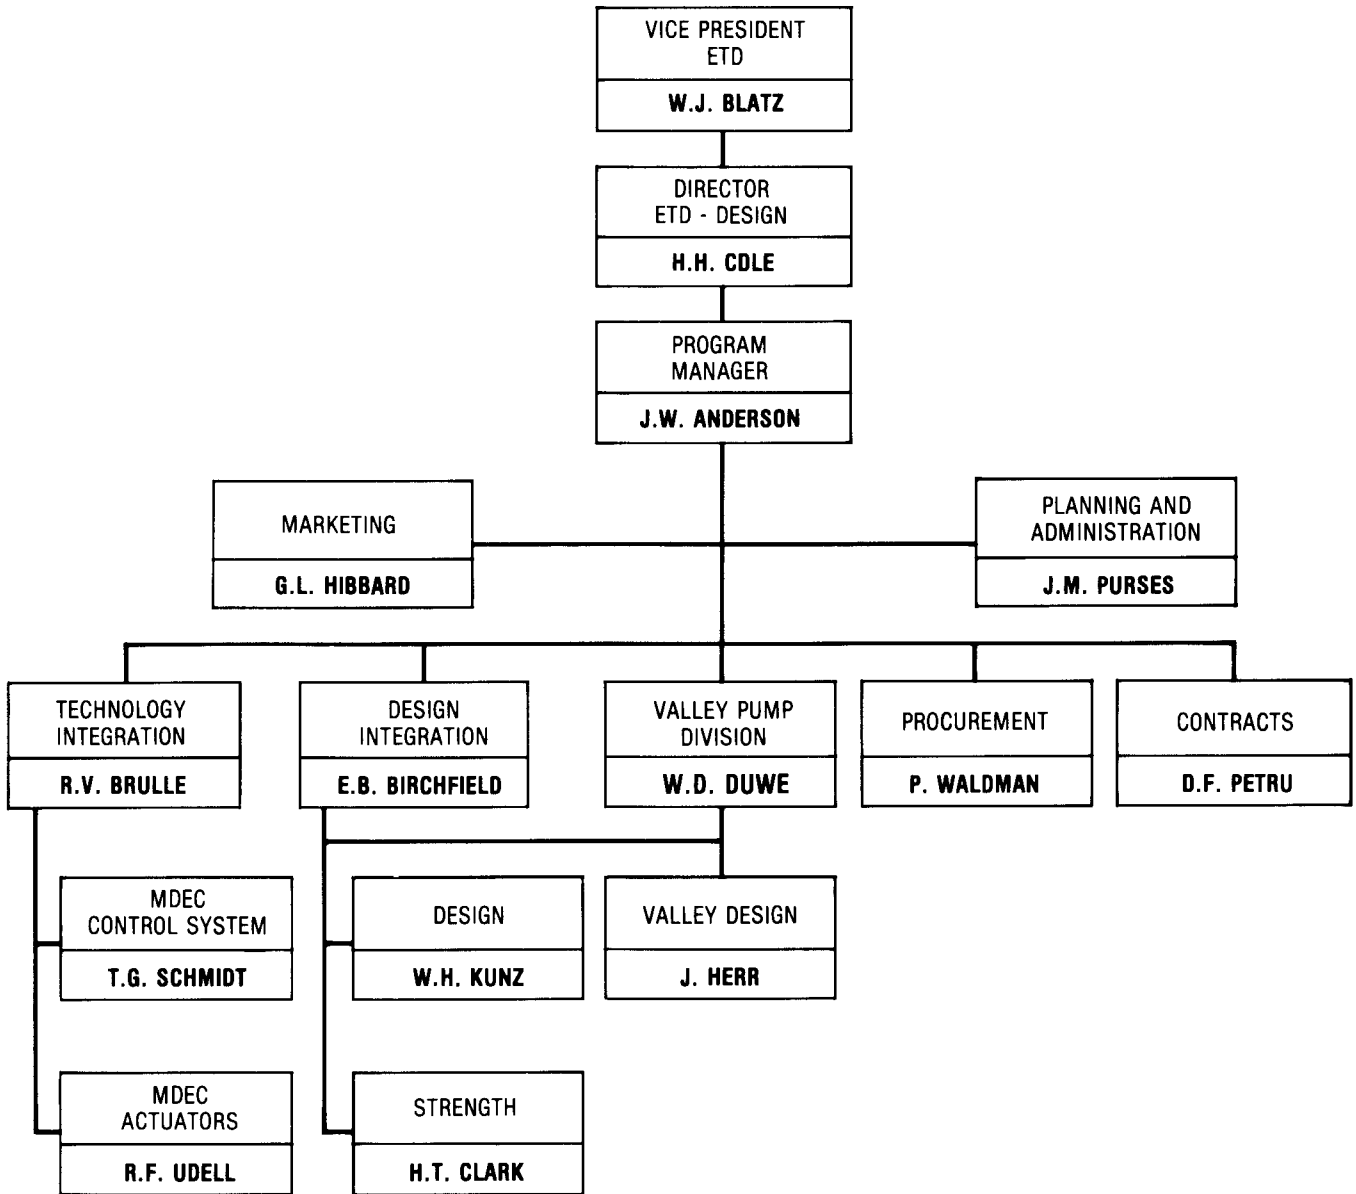 VICE PRESIDENT
ETD
W.J. BLATZ
DIRECTOR
ETD - DESIGN
H.H. CDLE
PROGRAM
MANAGER
J.W. ANDERSON
MARKETING
G.L. HIBBARD
PLANNING AND
ADMINISTRATION
J.M. PURSES
TECHNOLOGY
INTEGRATION
R.V. BRULLE
DESIGN
INTEGRATION
E.B. BIRCHFIELD
VALLEY PUMP
DIVISION
W.D. DUWE
PROCUREMENT
P. WALDMAN
CONTRACTS
D.F. PETRU
MDEC
CONTROL SYSTEM
T.G. SCHMIDT
DESIGN
W.H. KUNZ
VALLEY DESIGN
J. HERR
MDEC
ACTUATORS
R.F. UDELL
STRENGTH
H.T. CLARK